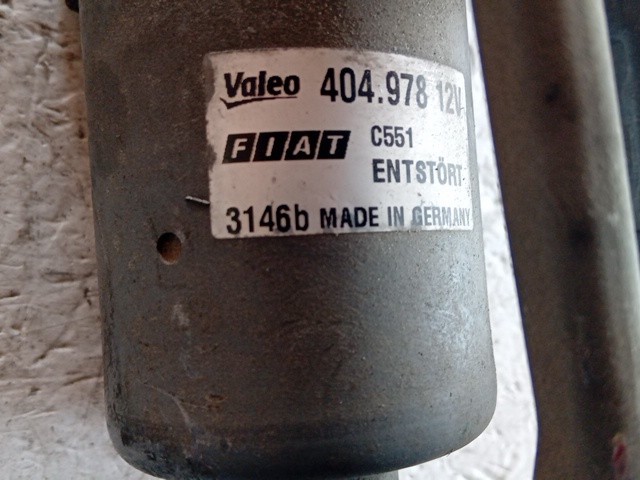 Valeo 404.978 12V
FIAT C551
ENTSTÖRT
3146b MADE IN GERMANY